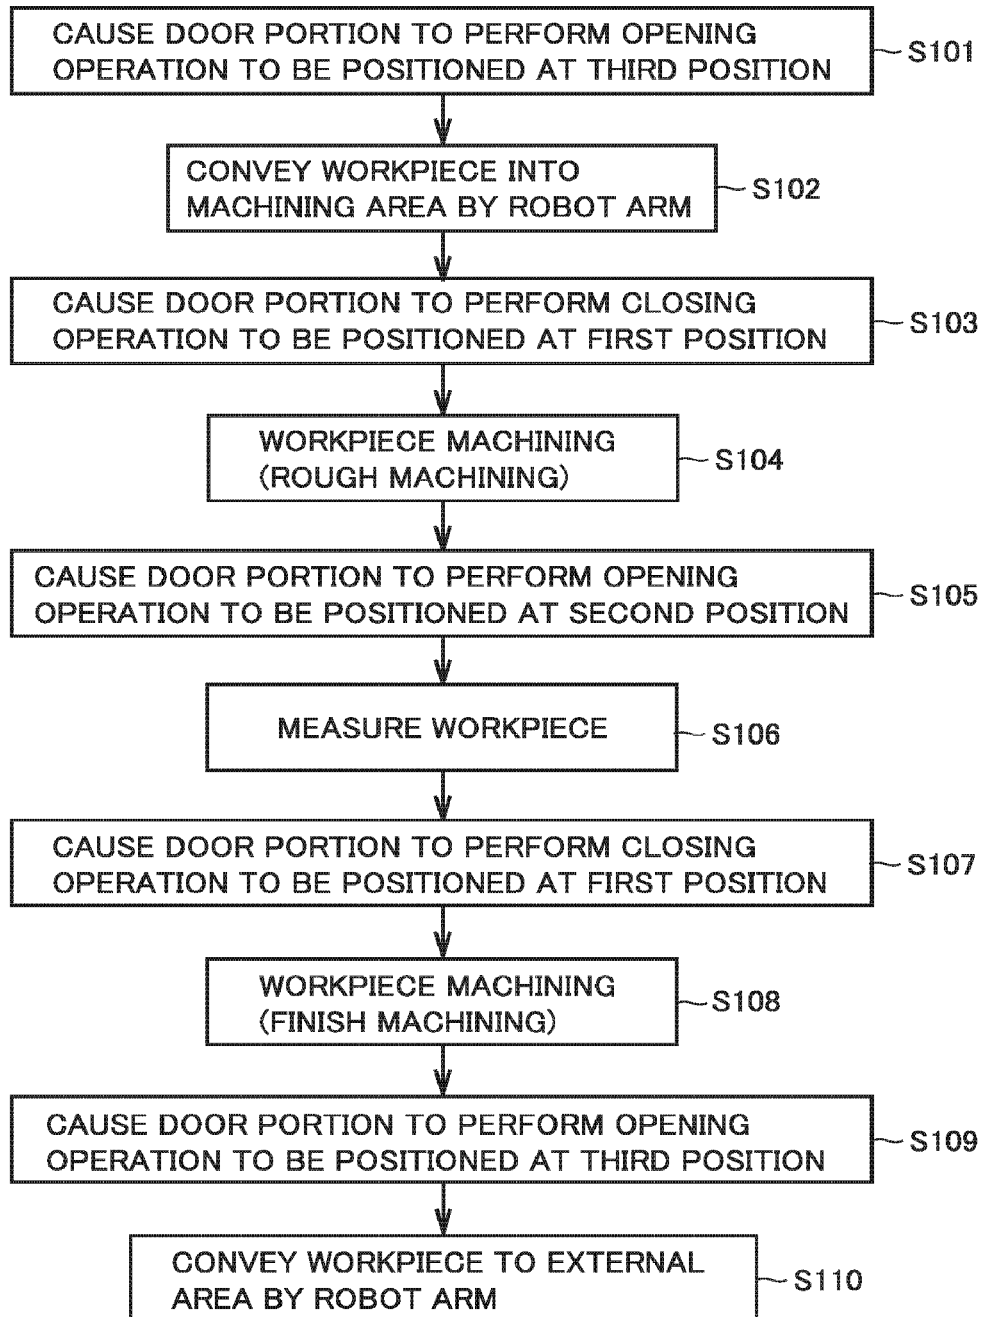 CAUSE DOOR PORTION TO PERFORM OPENING
OPERATION TO BE POSITIONED AT THIRD POSITION
S101
CONVEY WORKPIECE INTO
MACHINING AREA BY ROBOT ARM
S102
CAUSE DOOR PORTION TO PERFORM CLOSING
OPERATION TO BE POSITIONED AT FIRST POSITION
S103
WORKPIECE MACHINING
(ROUGH MACHINING)
S104
CAUSE DOOR PORTION TO PERFORM OPENING
OPERATION TO BE POSITIONED AT SECOND POSITION
S105
MEASURE WORKPIECE
S106
CAUSE DOOR PORTION TO PERFORM CLOSING
OPERATION TO BE POSITIONED AT FIRST POSITION
S107
WORKPIECE MACHINING
(FINISH MACHINING)
S108
CAUSE DOOR PORTION TO PERFORM OPENING
OPERATION TO BE POSITIONED AT THIRD POSITION
S109
CONVEY WORKPIECE TO EXTERNAL
AREA BY ROBOT ARM
S110